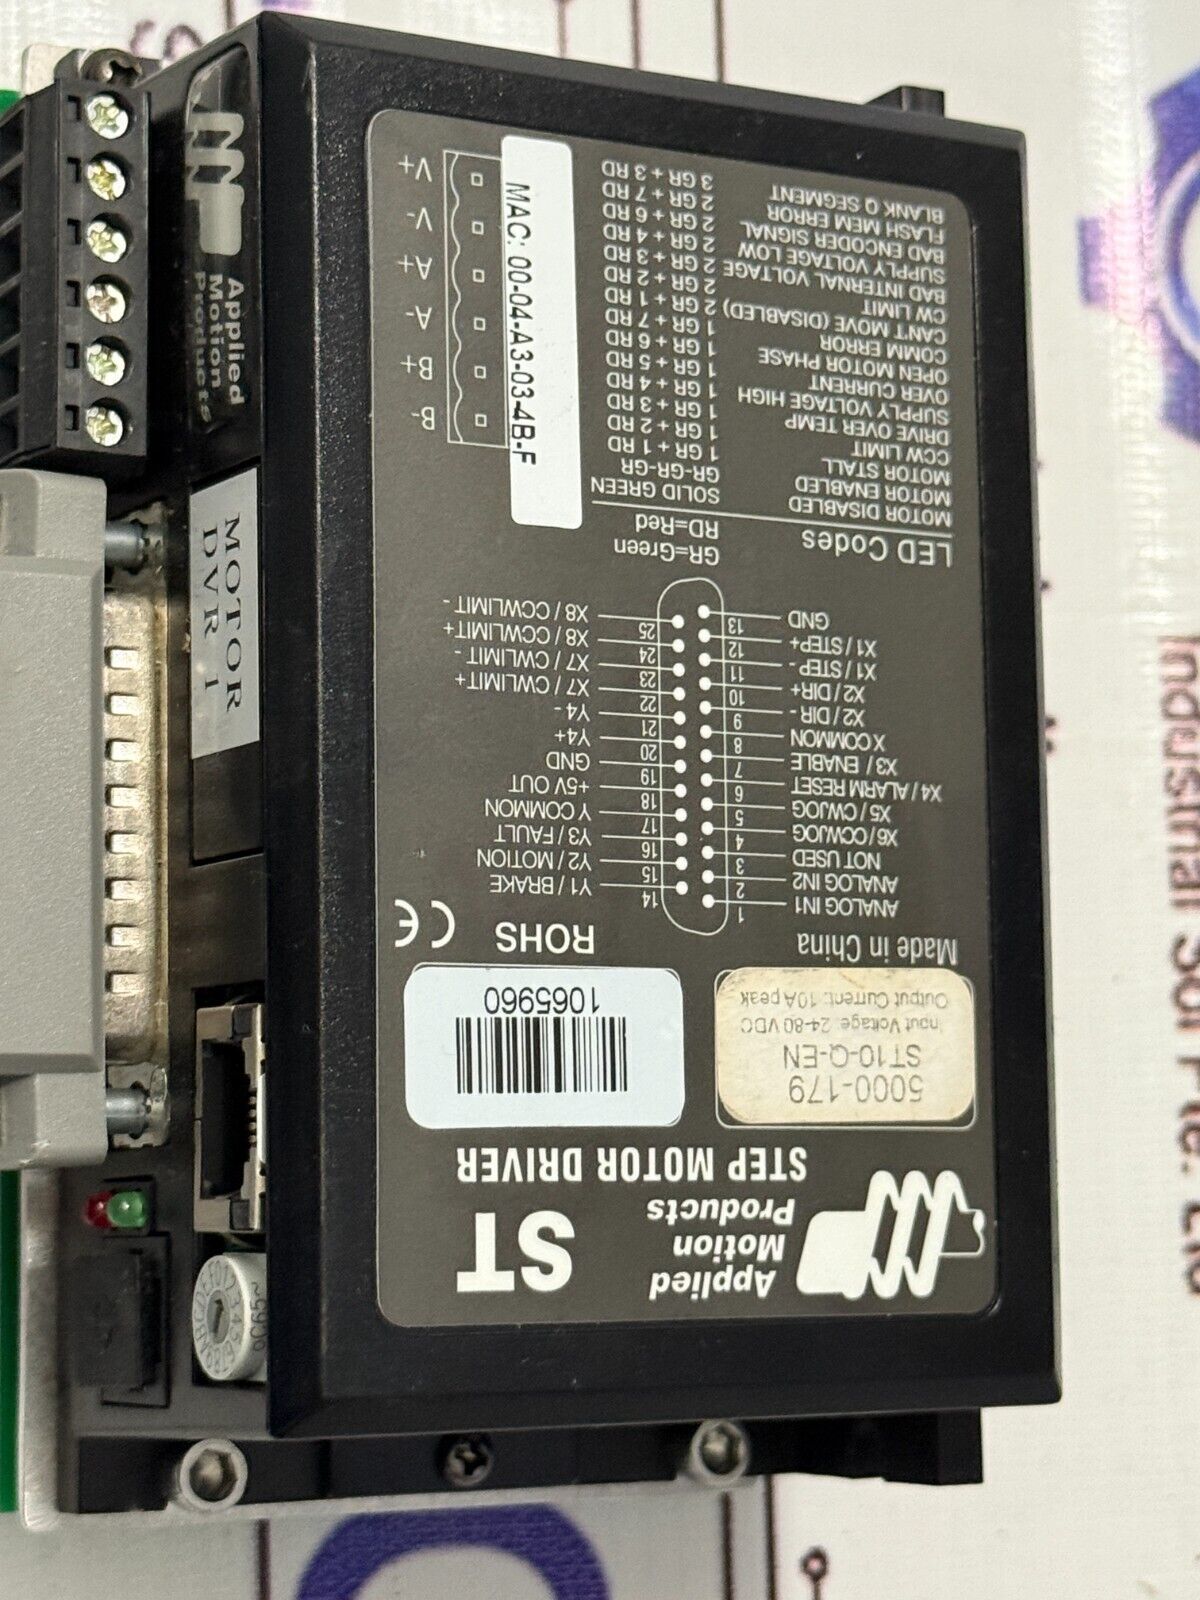 Applied
Motion
Products
ST
STEP MOTOR DRIVER
5000-179
ST10-Q-EN
Input Voltage: 24-80 VDC
Output Current: 10A peak
1065960
Made in China
ROHS
CE
ANALOG IN1
1
ANALOG IN2
2
NOT USED
3
X6/CCWJOG
4
X5 / CWJOG
5
X4 / ALARM RESET
6
X3 / ENABLE
7
X COMMON
8
X2 / DIR-
9
X2 / DIR+
10
X1 / STEP-
11
X1 / STEP+
12
GND
13
14
Y1 / BRAKE
15
Y2 / MOTION
16
Y3 / FAULT
17
Y COMMON
18
+5V OUT
19
GND
20
Y4+
21
Y4 -
22
X7 / CWLIMIT+
23
X7 / CWLIMIT -
24
X8 / CCWLIMIT+
25
X8 / CCWLIMIT -
LED Codes
GR=Green
RD=Red
MOTOR DISABLED
SOLID GREEN
MOTOR ENABLED
GR-GR-GR
MOTOR STALL
1 GR + 1 RD
CCW LIMIT
1 GR + 2 RD
DRIVE OVER TEMP
1 GR + 3 RD
SUPPLY VOLTAGE HIGH
1 GR + 4 RD
OVER CURRENT
1 GR + 5 RD
OPEN MOTOR PHASE
1 GR + 6 RD
COMM ERROR
1 GR + 7 RD
CAN'T MOVE (DISABLED)
2 GR + 1 RD
CW LIMIT
2 GR + 2 RD
BAD INTERNAL VOLTAGE
2 GR + 3 RD
SUPPLY VOLTAGE LOW
2 GR + 4 RD
BAD ENCODER SIGNAL
2 GR + 6 RD
FLASH MEM ERROR
2 GR + 7 RD
BLANK Q SEGMENT
3 GR + 3 RD
MAC: 00-04-A3-03-4B-F
B-
B+
A-
A+
V-
V+
Applied
Motion
Products
MOTOR
DVR 1
Industrial Sol Pte. Ltd